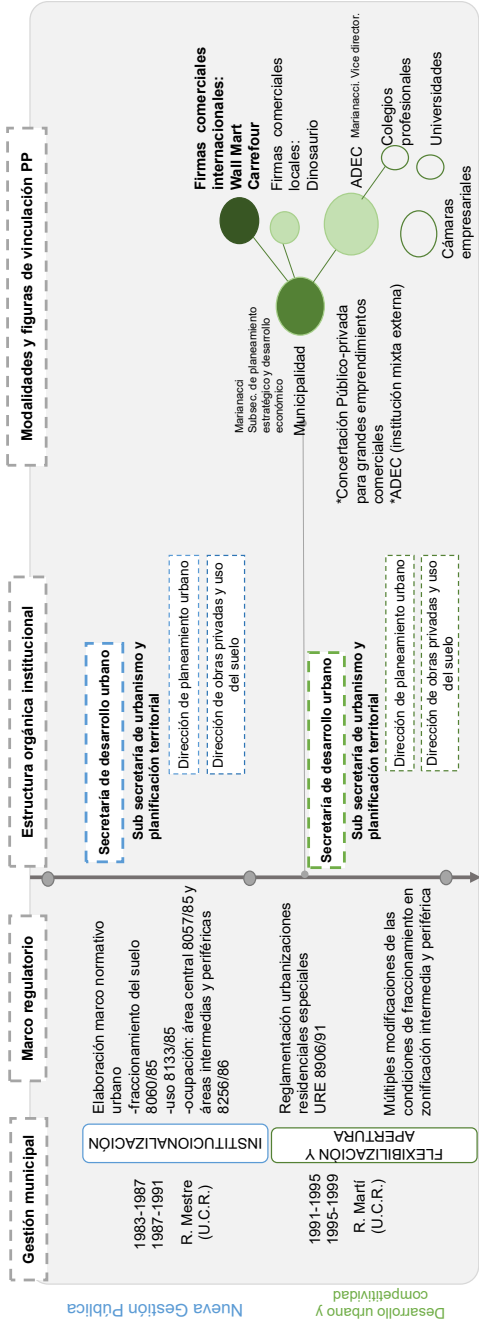 Gestión municipal
Marco regulatorio
Estructura orgánica institucional
Modalidades y figuras de vinculación PP
Nueva Gestión Pública
1983-1987
1987-1991
R. Mestre
(U.C.R.)
INSTITUCIONALIZACIÓN
Elaboración marco normativo
urbano
-fraccionamiento del suelo
8060/85
-uso 8133/85
-ocupación: área central 8057/85 y
áreas intermedias y periféricas
8256/86
Secretaría de desarrollo urbano
Sub secretaria de urbanismo y
planificación territorial
Dirección de planeamiento urbano
Dirección de obras privadas y uso
del suelo
Desarrollo urbano y
competitividad
1991-1995
1995-1999
R. Martí
(U.C.R.)
FLEXIBILIZACIÓN Y
APERTURA
Reglamentación urbanizaciones
residenciales especiales
URE 8906/91
Múltiples modificaciones de las
condiciones de fraccionamiento en
zonificación intermedia y periférica
Secretaría de desarrollo urbano
Sub secretaria de urbanismo y
planificación territorial
Dirección de planeamiento urbano
Dirección de obras privadas y uso
del suelo
Marianacci
Subsec. de planeamiento
estratégico y desarrollo
económico
Municipalidad
*Concertación Público-privada
para grandes emprendimientos
comerciales
*ADEC (institución mixta externa)
Firmas comerciales
internacionales:
Wall Mart
Carrefour
Firmas comerciales
locales:
Dinosaurio
ADEC Marianacci. Vice director.
Colegios
profesionales
Universidades
Cámaras
empresariales